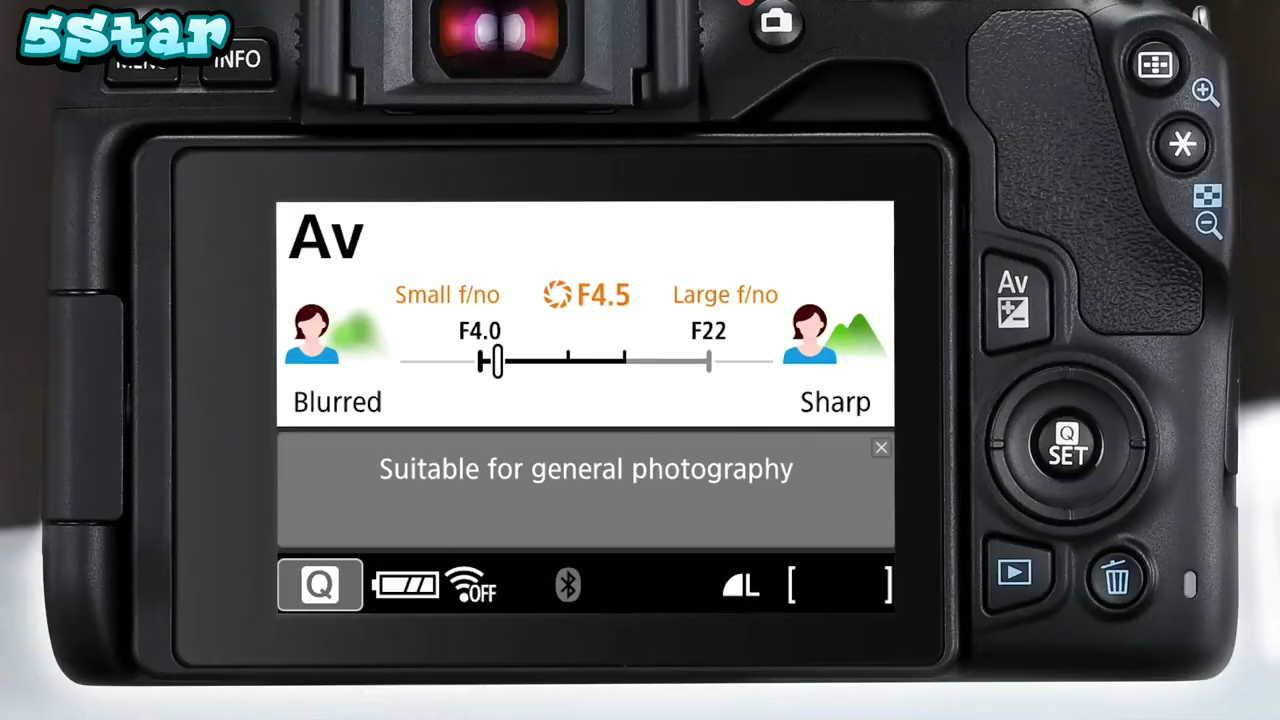 5Star
MENU
INFO
Av
Small f/no
F4.5
Large f/no
F4.0
F22
Blurred
Sharp
Suitable for general photography
Q
OFF
L
[ ]
Av
Q
SET